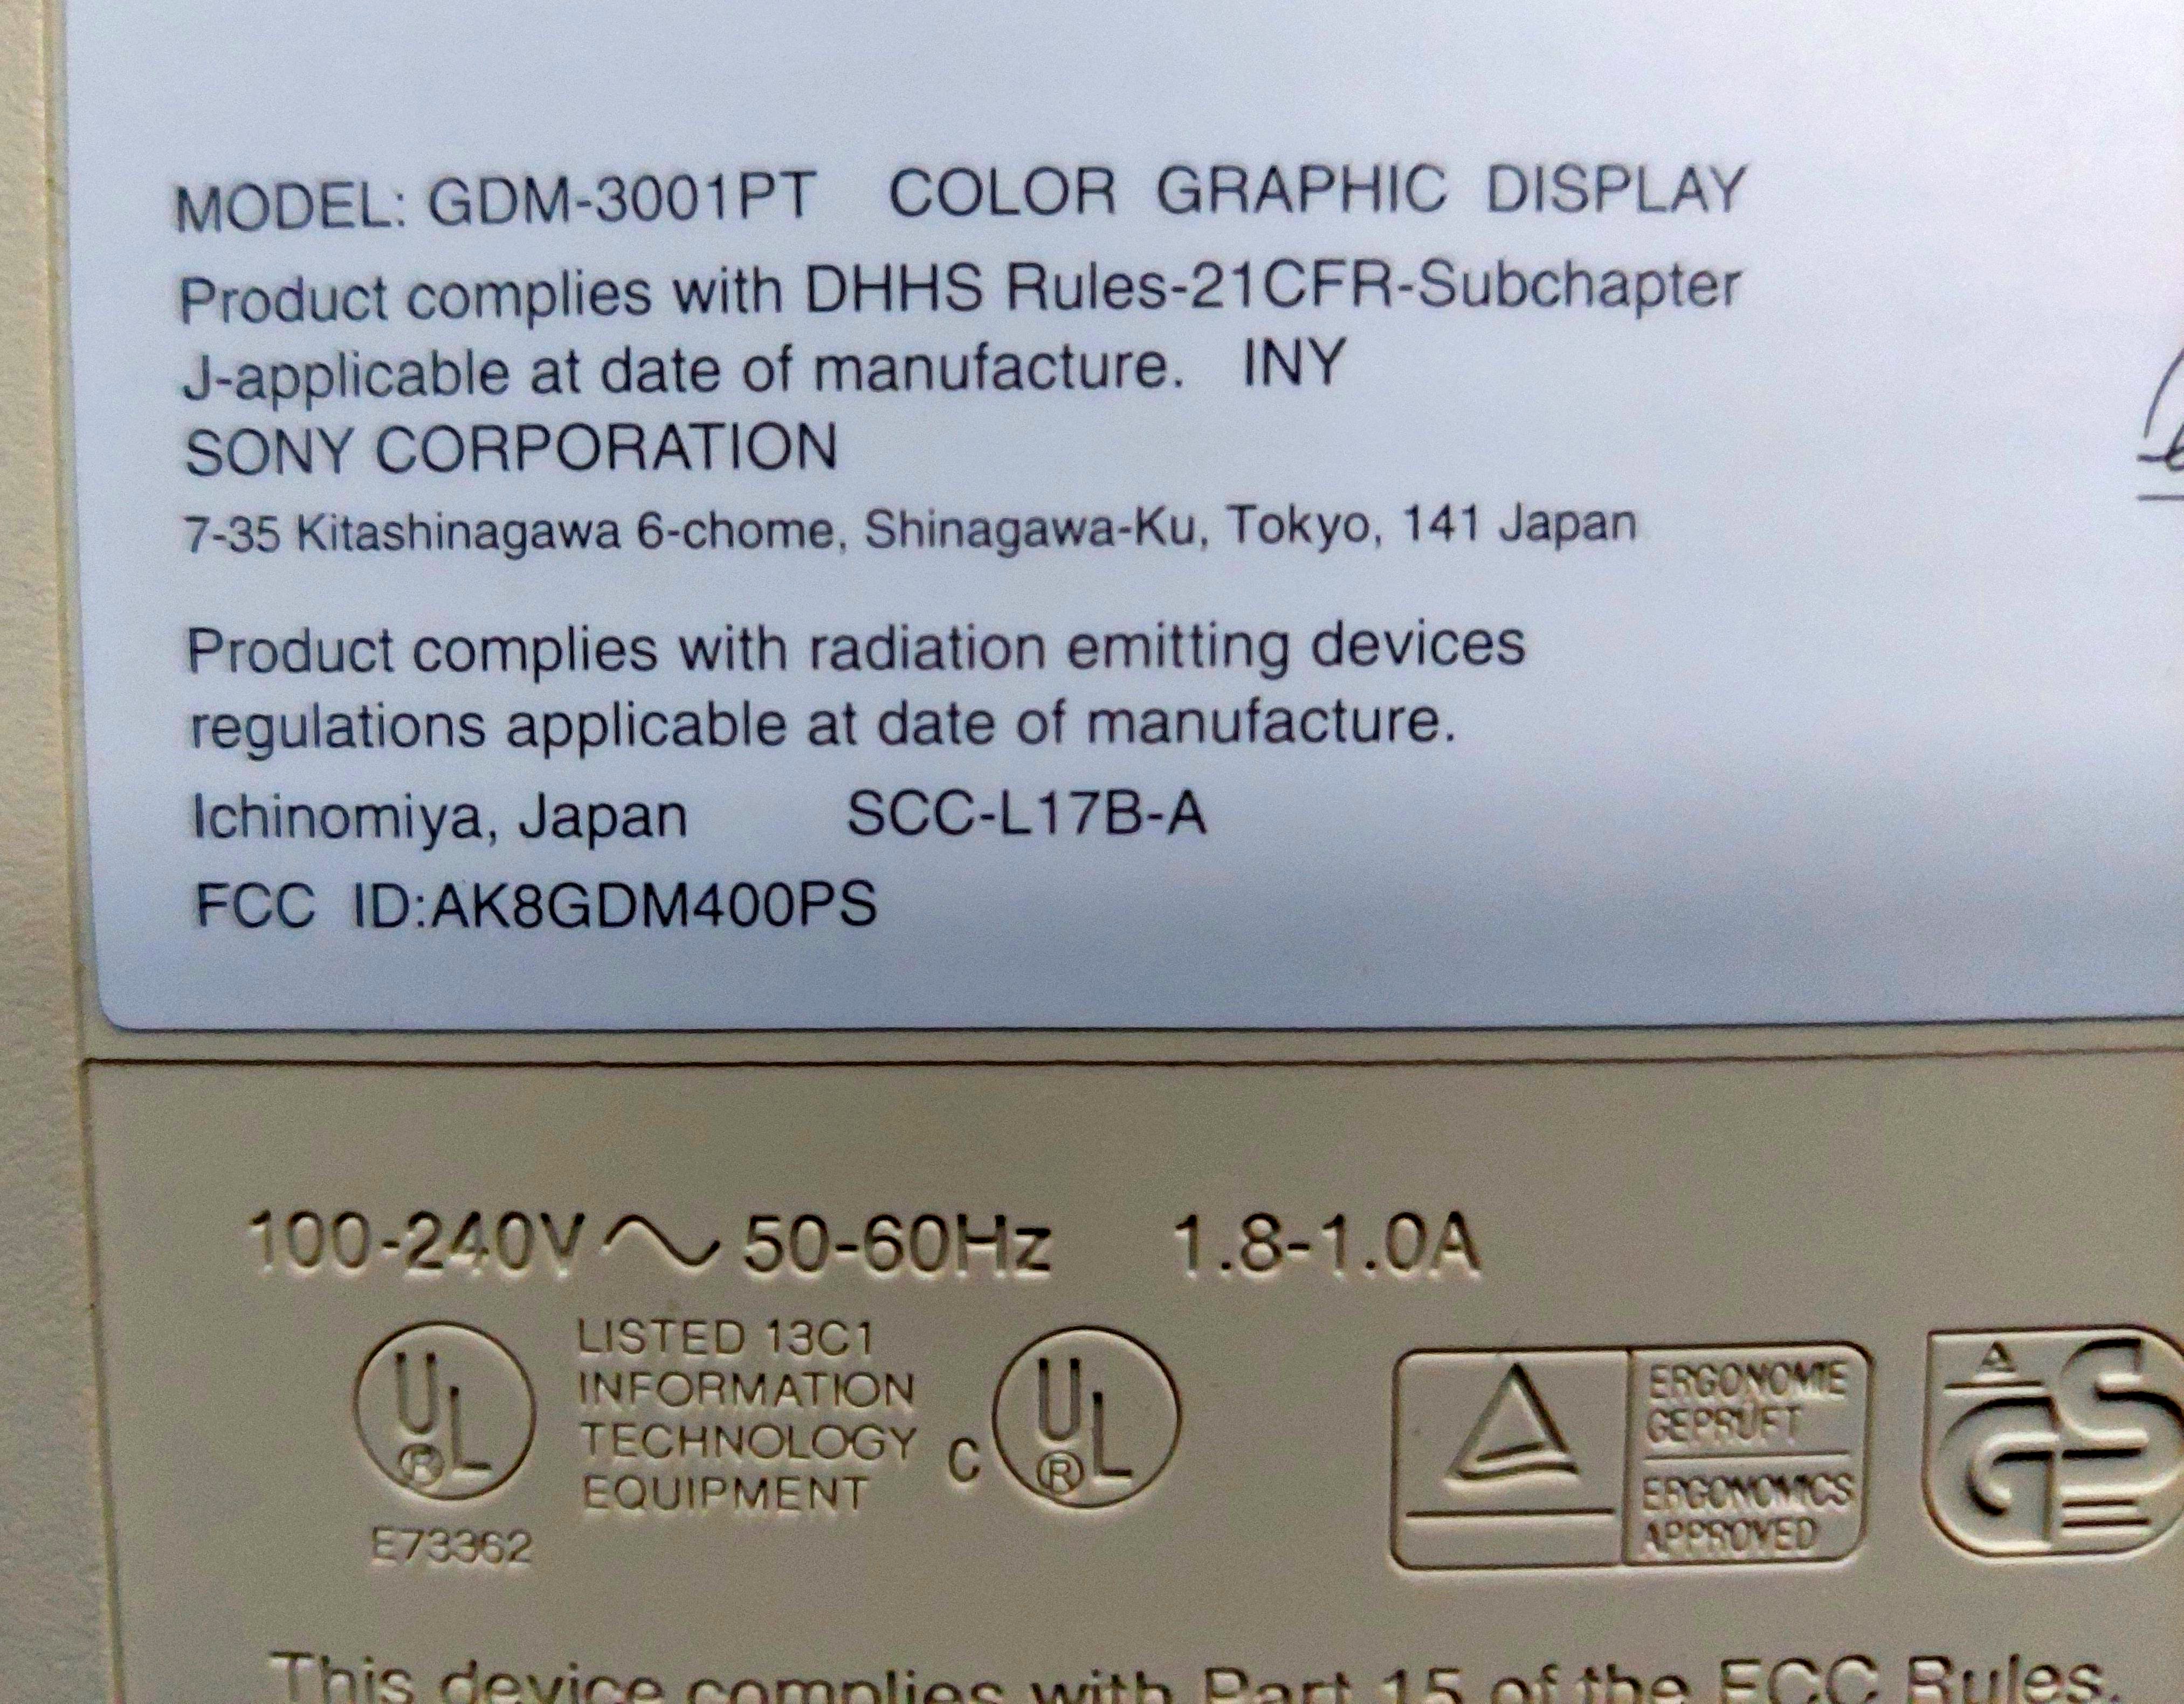 MODEL: GDM-3001PT COLOR GRAPHIC DISPLAY
Product complies with DHHS Rules-21CFR-Subchapter
J-applicable at date of manufacture. INY
SONY CORPORATION
7-35 Kitashinagawa 6-chome, Shinagawa-Ku, Tokyo, 141 Japan
Product complies with radiation emitting devices
regulations applicable at date of manufacture.
Ichinomiya, Japan SCC-L17B-A
FCC ID:AK8GDM400PS
100-240V~ 50-60Hz 1.8-1.0A
UL®
LISTED 13C1
INFORMATION
TECHNOLOGY
EQUIPMENT
E73362
C UL®
ERGONOMIE
GEPRÜFT
ERGONOMICS
APPROVED
GS
This device complies with Part 15 of the FCC Rules.